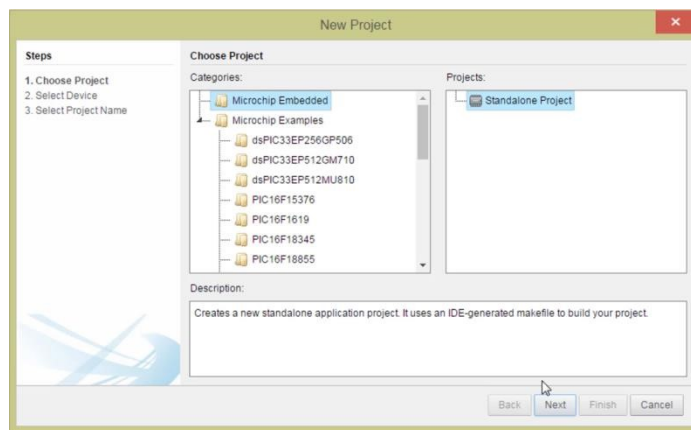 New Project
Steps
1. Choose Project
2. Select Device
3. Select Project Name
Choose Project
Categories:
Microchip Embedded
Microchip Examples
dsPIC33EP256GP506
dsPIC33EP512GM710
dsPIC33EP512MU810
PIC16F15376
PIC16F1619
PIC16F18345
PIC16F18855
Projects:
Standalone Project
Description:
Creates a new standalone application project. It uses an IDE-generated makefile to build your project.
Back
Next
Finish
Cancel